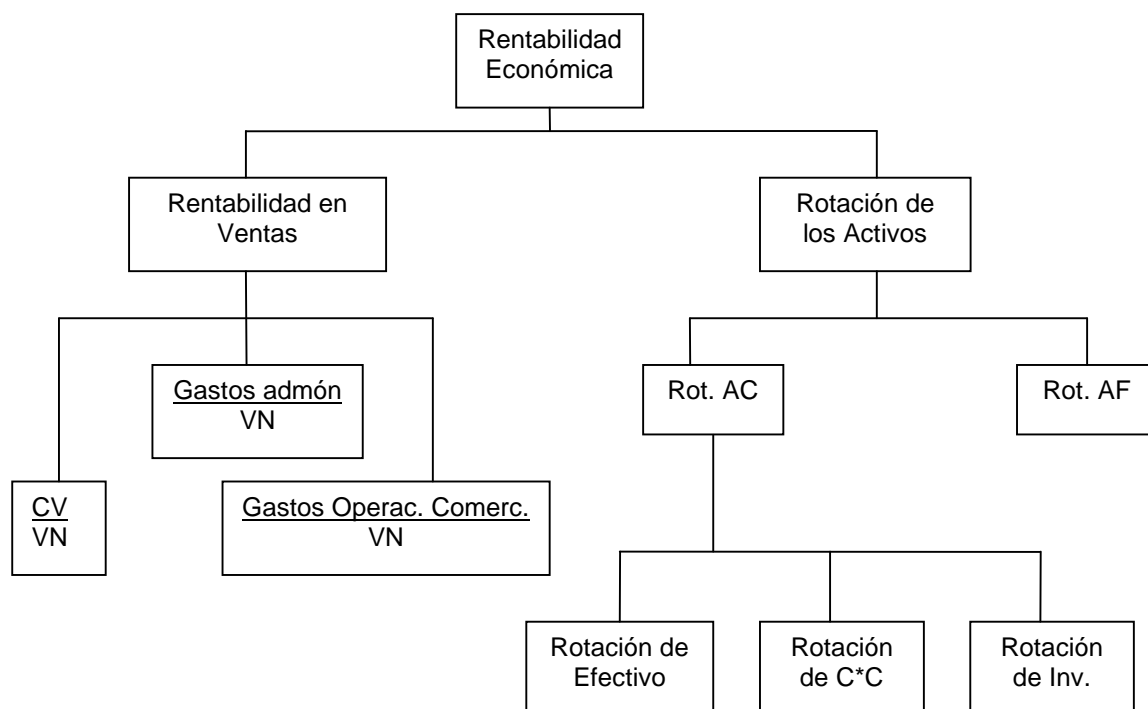 Rentabilidad
Económica
Rentabilidad en
Ventas
Rotación de
los Activos
Gastos admón
VN
Rot. AC
Rot. AF
CV
VN
Gastos Operac. Comerc.
VN
Rotación de
Efectivo
Rotación
de C*C
Rotación
de Inv.